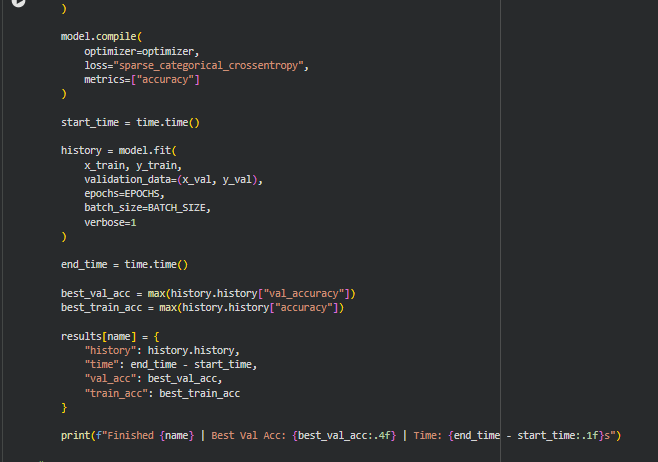 )
model.compile(
optimizer=optimizer,
loss="sparse_categorical_crossentropy",
metrics=["accuracy"]
)
start_time = time.time()
history = model.fit(
x_train, y_train,
validation_data=(x_val, y_val),
epochs=EPOCHS,
batch_size=BATCH_SIZE,
verbose=1
)
end_time = time.time()
best_val_acc = max(history.history["val_accuracy"])
best_train_acc = max(history.history["accuracy"])
results[name] = {
"history": history.history,
"time": end_time - start_time,
"val_acc": best_val_acc,
"train_acc": best_train_acc
}
print(f"Finished {name} | Best Val Acc: {best_val_acc:.4f} | Time: {end_time - start_time:.1f}s")